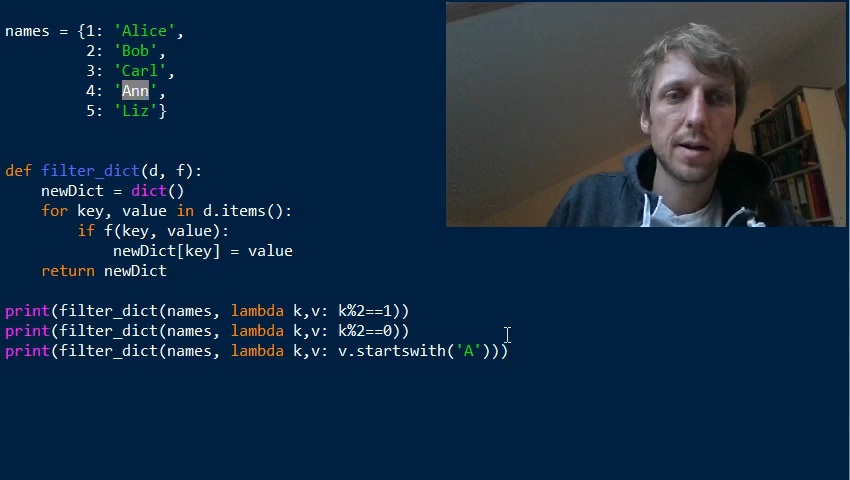 names = {1: 'Alice',
         2: 'Bob',
         3: 'Carl',
         4: 'Ann',
         5: 'Liz'}
def filter_dict(d, f):
    newDict = dict()
    for key, value in d.items():
        if f(key, value):
            newDict[key] = value
    return newDict
print(filter_dict(names, lambda k,v: k%2==1))
print(filter_dict(names, lambda k,v: k%2==0))
print(filter_dict(names, lambda k,v: v.startswith('A')))